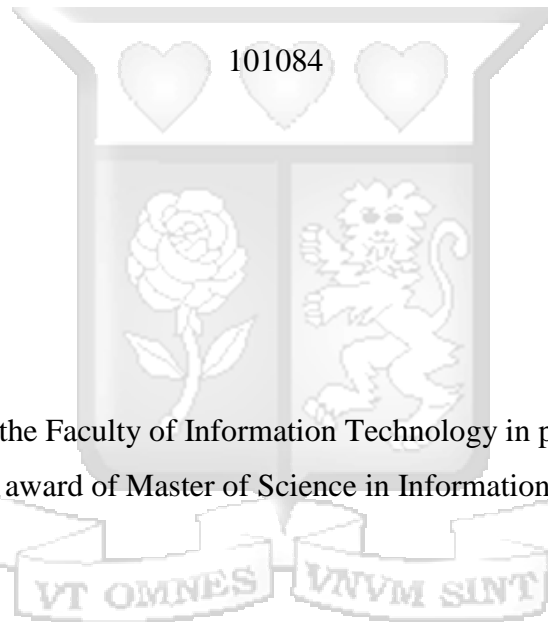 101084
the Faculty of Information Technology in p
award of Master of Science in Information
VT OMNES VNVM SINT